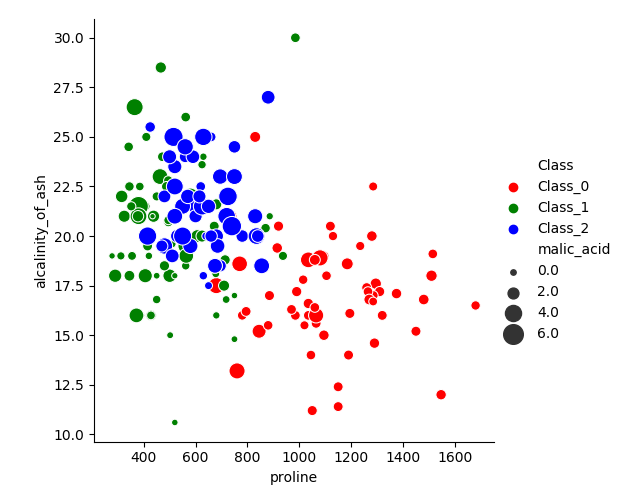 30.0
27.5
25.0
22.5
20.0
17.5
15.0
12.5
10.0
alcalinity_of_ash
400 600 800 1000 1200 1400 1600
proline
Class
Class_0
Class_1
Class_2
malic_acid
0.0
2.0
4.0
6.0